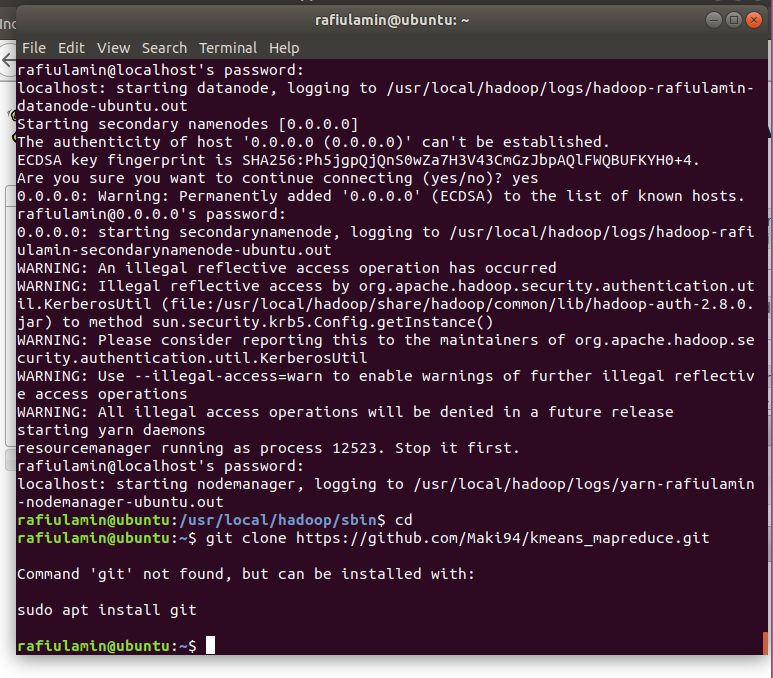 rafiulamin@ubuntu: ~
File Edit View Search Terminal Help
rafiulamin@localhost's password:
localhost: starting datanode, logging to /usr/local/hadoop/logs/hadoop-rafiulamin-
datanode-ubuntu.out
Starting secondary namenodes [0.0.0.0]
The authenticity of host '0.0.0.0 (0.0.0.0)' can't be established.
ECDSA key fingerprint is SHA256:Ph5jgpQjQnS0wZa7H3V43CmGzJbpAQlFWQBUFKYH0+4.
Are you sure you want to continue connecting (yes/no)? yes
0.0.0.0: Warning: Permanently added '0.0.0.0' (ECDSA) to the list of known hosts.
rafiulamin@0.0.0.0's password:
0.0.0.0: starting secondarynamenode, logging to /usr/local/hadoop/logs/hadoop-rafi
ulamin-secondarynamenode-ubuntu.out
WARNING: An illegal reflective access operation has occurred
WARNING: Illegal reflective access by org.apache.hadoop.security.authentication.ut
il.KerberosUtil (file:/usr/local/hadoop/share/hadoop/common/lib/hadoop-auth-2.8.0.
jar) to method sun.security.krb5.Config.getInstance()
WARNING: Please consider reporting this to the maintainers of org.apache.hadoop.se
curity.authentication.util.KerberosUtil
WARNING: Use --illegal-access=warn to enable warnings of further illegal reflectiv
e access operations
WARNING: All illegal access operations will be denied in a future release
starting yarn daemons
resourcemanager running as process 12523. Stop it first.
rafiulamin@localhost's password:
localhost: starting nodemanager, logging to /usr/local/hadoop/logs/yarn-rafiulamin
-nodemanager-ubuntu.out
rafiulamin@ubuntu:/usr/local/hadoop/sbin$ cd
rafiulamin@ubuntu:~$ git clone https://github.com/Maki94/kmeans_mapreduce.git
Command 'git' not found, but can be installed with:
sudo apt install git
rafiulamin@ubuntu:~$